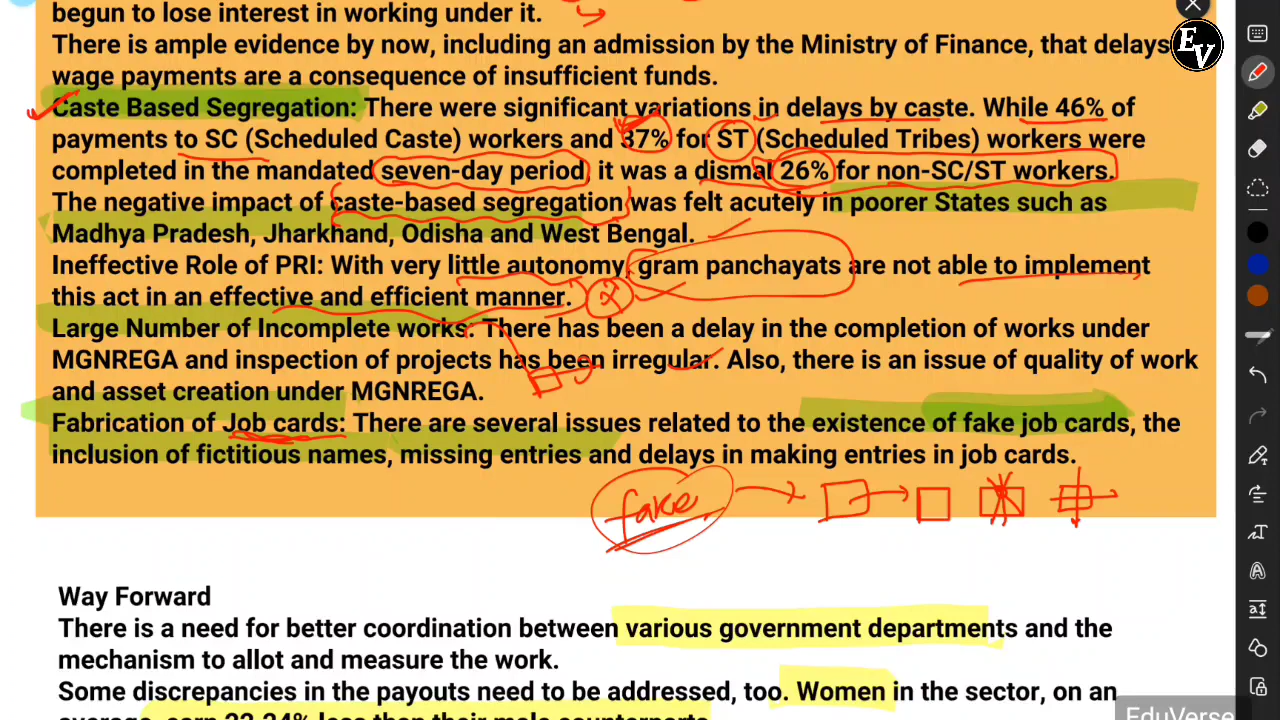 begun to lose interest in working under it.
There is ample evidence by now, including an admission by the Ministry of Finance, that delays
wage payments are a consequence of insufficient funds.
Caste Based Segregation: There were significant variations in delays by caste. While 46% of
payments to SC (Scheduled Caste) workers and 37% for ST (Scheduled Tribes) workers were
completed in the mandated seven-day period, it was a dismal 26% for non-SC/ST workers.
The negative impact of caste-based segregation was felt acutely in poorer States such as
Madhya Pradesh, Jharkhand, Odisha and West Bengal.
Ineffective Role of PRI: With very little autonomy, gram panchayats are not able to implement
this act in an effective and efficient manner.
Large Number of Incomplete works: There has been a delay in the completion of works under
MGNREGA and inspection of projects has been irregular. Also, there is an issue of quality of work
and asset creation under MGNREGA.
Fabrication of Job cards: There are several issues related to the existence of fake job cards, the
inclusion of fictitious names, missing entries and delays in making entries in job cards.
fake
Way Forward
There is a need for better coordination between various government departments and the
mechanism to allot and measure the work.
Some discrepancies in the payouts need to be addressed, too. Women in the sector, on an
average, earn 22-24% less than their male counterparts.
EV
EduVerse